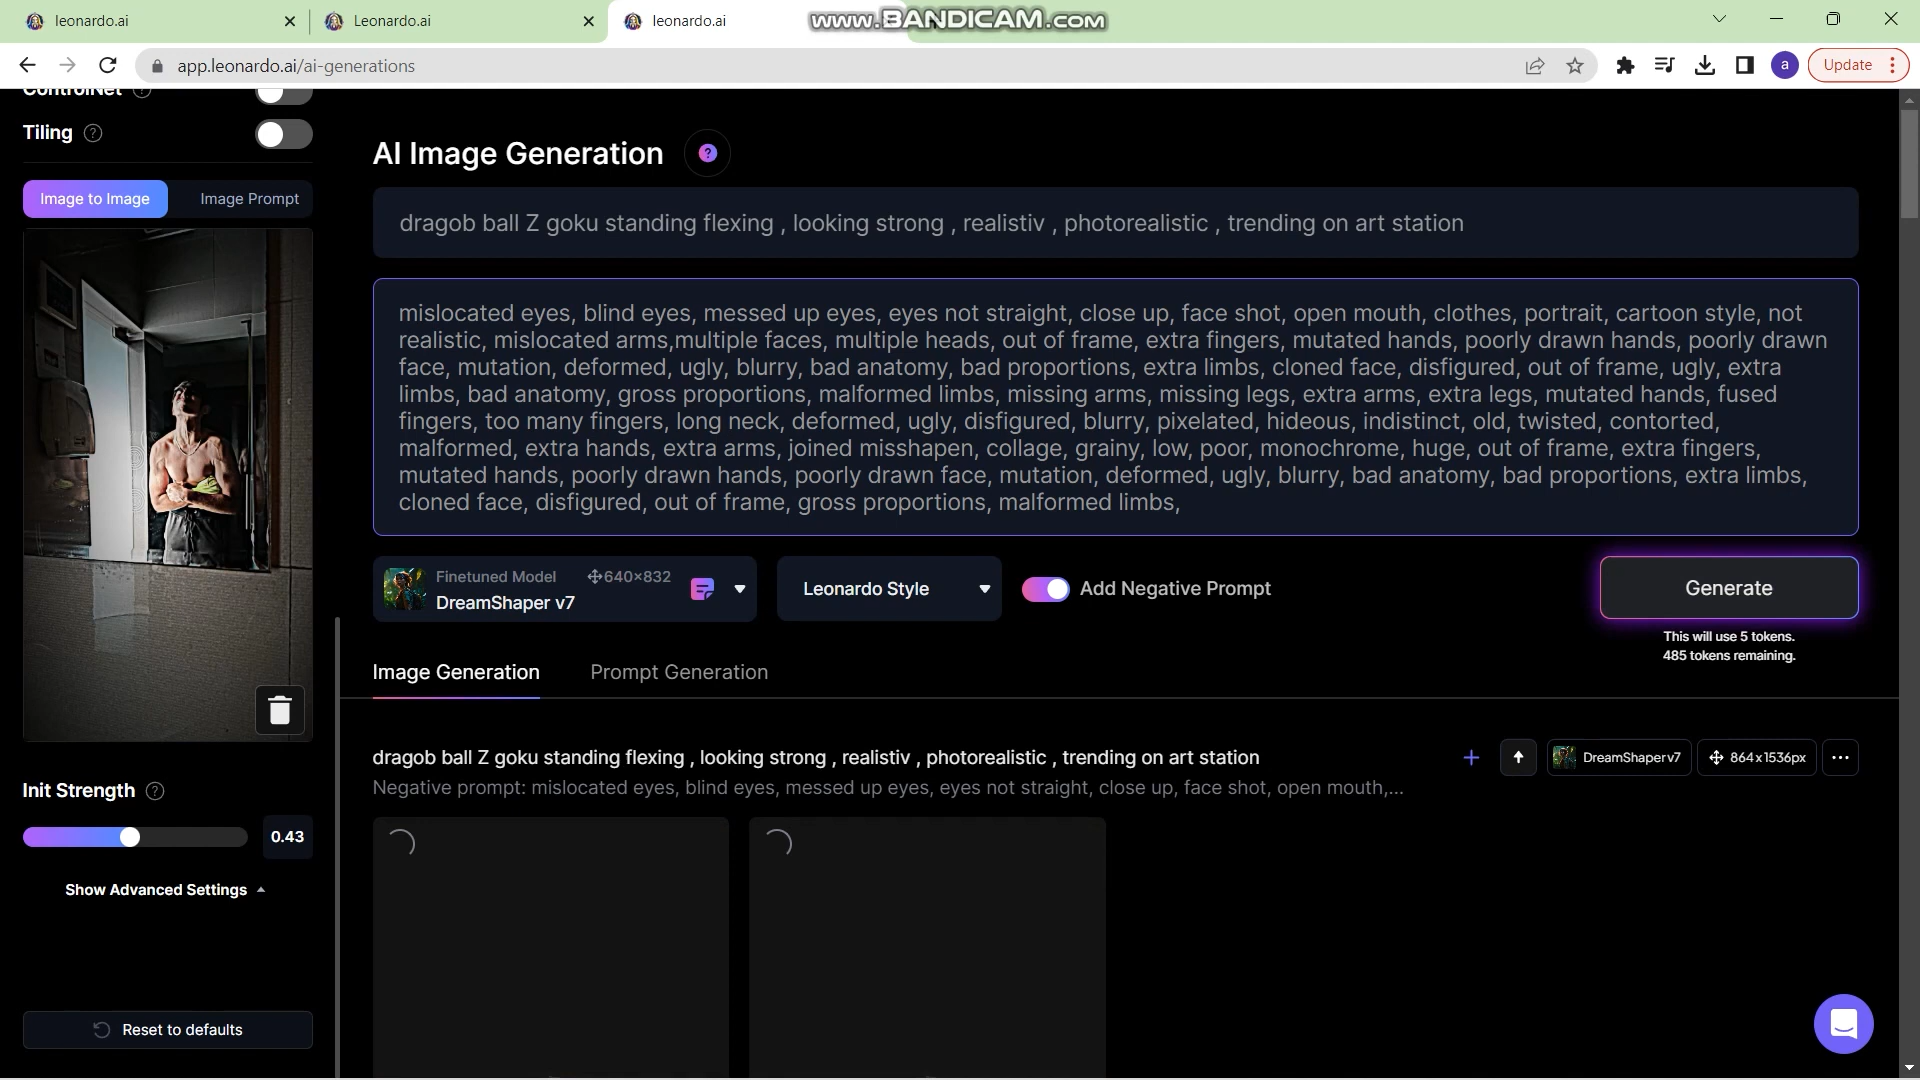 leonardo.ai
Leonardo.ai
leonardo.ai
www.BANDICAM.com
app.leonardo.ai/ai-generations
a
Update
ControlNet
Tiling
Image to Image
Image Prompt
Init Strength
0.43
Show Advanced Settings
Reset to defaults
AI Image Generation
dragob ball Z goku standing flexing , looking strong , realistiv , photorealistic , trending on art station
mislocated eyes, blind eyes, messed up eyes, eyes not straight, close up, face shot, open mouth, clothes, portrait, cartoon style, not
realistic, mislocated arms,multiple faces, multiple heads, out of frame, extra fingers, mutated hands, poorly drawn hands, poorly drawn
face, mutation, deformed, ugly, blurry, bad anatomy, bad proportions, extra limbs, cloned face, disfigured, out of frame, ugly, extra
limbs, bad anatomy, gross proportions, malformed limbs, missing arms, missing legs, extra arms, extra legs, mutated hands, fused
fingers, too many fingers, long neck, deformed, ugly, disfigured, blurry, pixelated, hideous, indistinct, old, twisted, contorted,
malformed, extra hands, extra arms, joined misshapen, collage, grainy, low, poor, monochrome, huge, out of frame, extra fingers,
mutated hands, poorly drawn hands, poorly drawn face, mutation, deformed, ugly, blurry, bad anatomy, bad proportions, extra limbs,
cloned face, disfigured, out of frame, gross proportions, malformed limbs,
Finetuned Model
640×832
DreamShaper v7
Leonardo Style
Add Negative Prompt
Generate
This will use 5 tokens.
485 tokens remaining.
Image Generation
Prompt Generation
dragob ball Z goku standing flexing , looking strong , realistiv , photorealistic , trending on art station
DreamShaper v7
864x1536px
Negative prompt: mislocated eyes, blind eyes, messed up eyes, eyes not straight, close up, face shot, open mouth,...